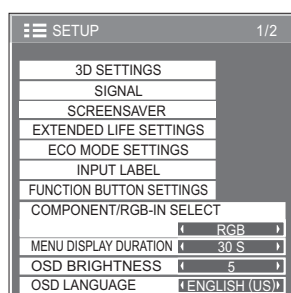 SETUP 1/2
3D SETTINGS
SIGNAL
SCREENSAVER
EXTENDED LIFE SETTINGS
ECO MODE SETTINGS
INPUT LABEL
FUNCTION BUTTON SETTINGS
COMPONENT/RGB-IN SELECT
RGB
MENU DISPLAY DURATION 30 S
OSD BRIGHTNESS 5
OSD LANGUAGE ENGLISH (US)